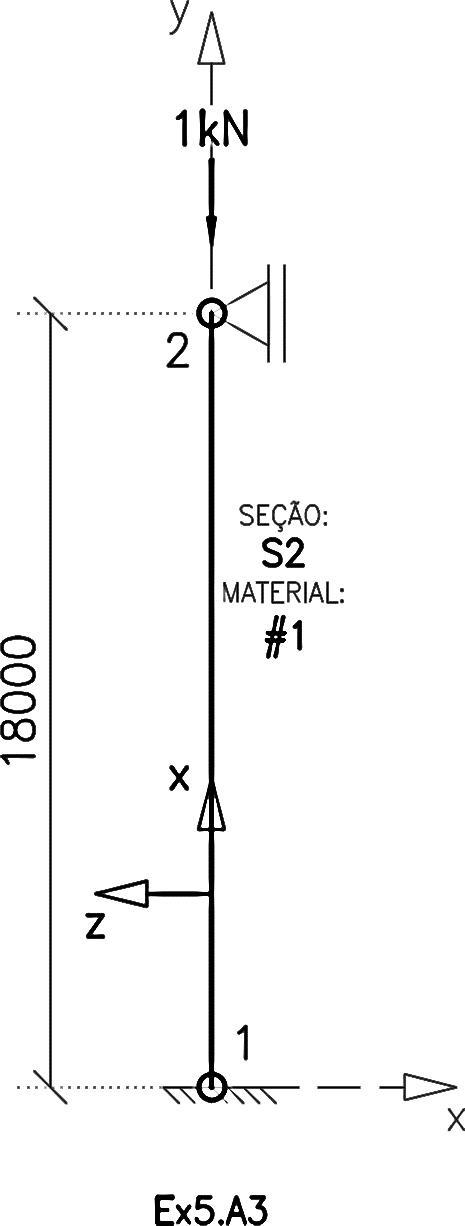 y
1kN
2
SEÇÃO:
S2
MATERIAL:
#1
18000
x
z
1
x
Ex5.A3